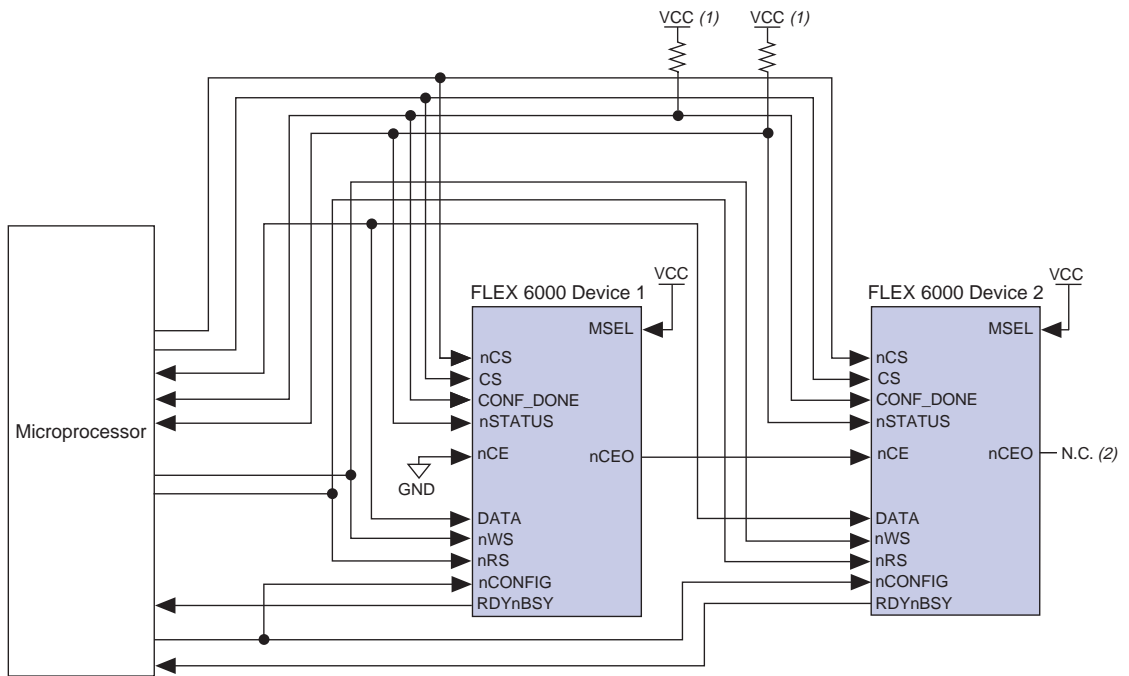 VCC (1)
VCC (1)
Microprocessor
FLEX 6000 Device 1
VCC
MSEL
nCS
CS
CONF_DONE
nSTATUS
nCE
nCEO
GND
DATA
nWS
nRS
nCONFIG
RDYnBSY
FLEX 6000 Device 2
VCC
MSEL
nCS
CS
CONF_DONE
nSTATUS
nCE
nCEO
N.C. (2)
DATA
nWS
nRS
nCONFIG
RDYnBSY